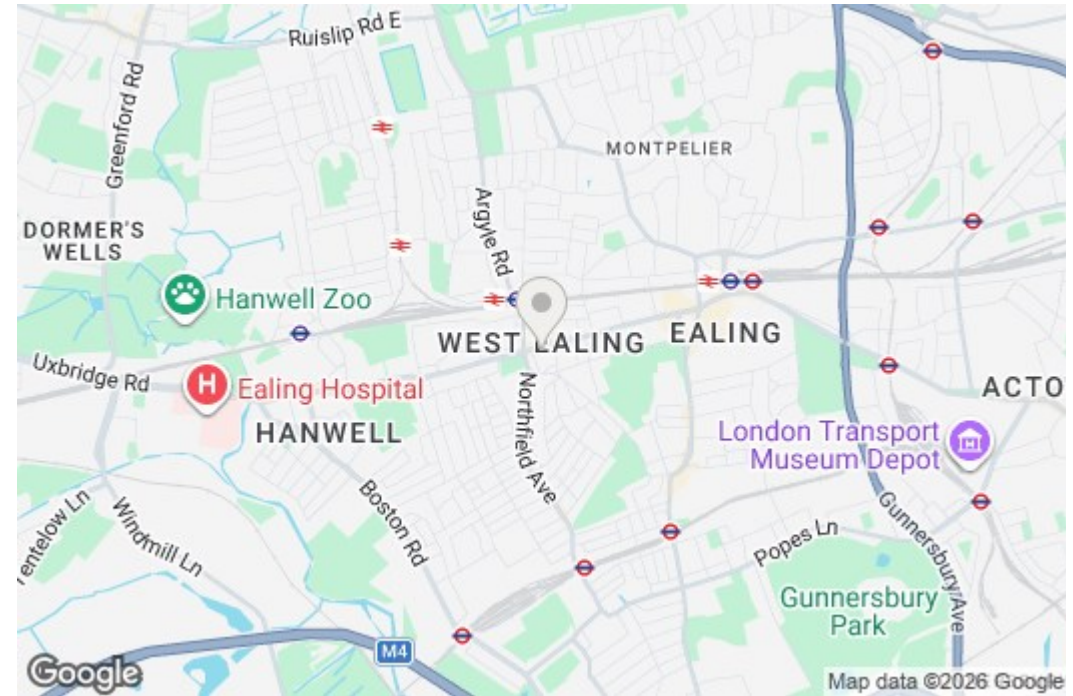 Ruislip Rd E
Greenford Rd
MONTPELIER
Argyle Rd
DORMER'S
WELLS
Hanwell Zoo
WEST EALING
EALING
Uxbridge Rd
H
Ealing Hospital
ACTO
HANWELL
Northfield Ave
London Transport
Museum Depot
Boston Rd
Gunnersbury Ave
Windmill Ln
Popes Ln
Gunnersbury
Park
M4
Google
Map data ©2026 Google